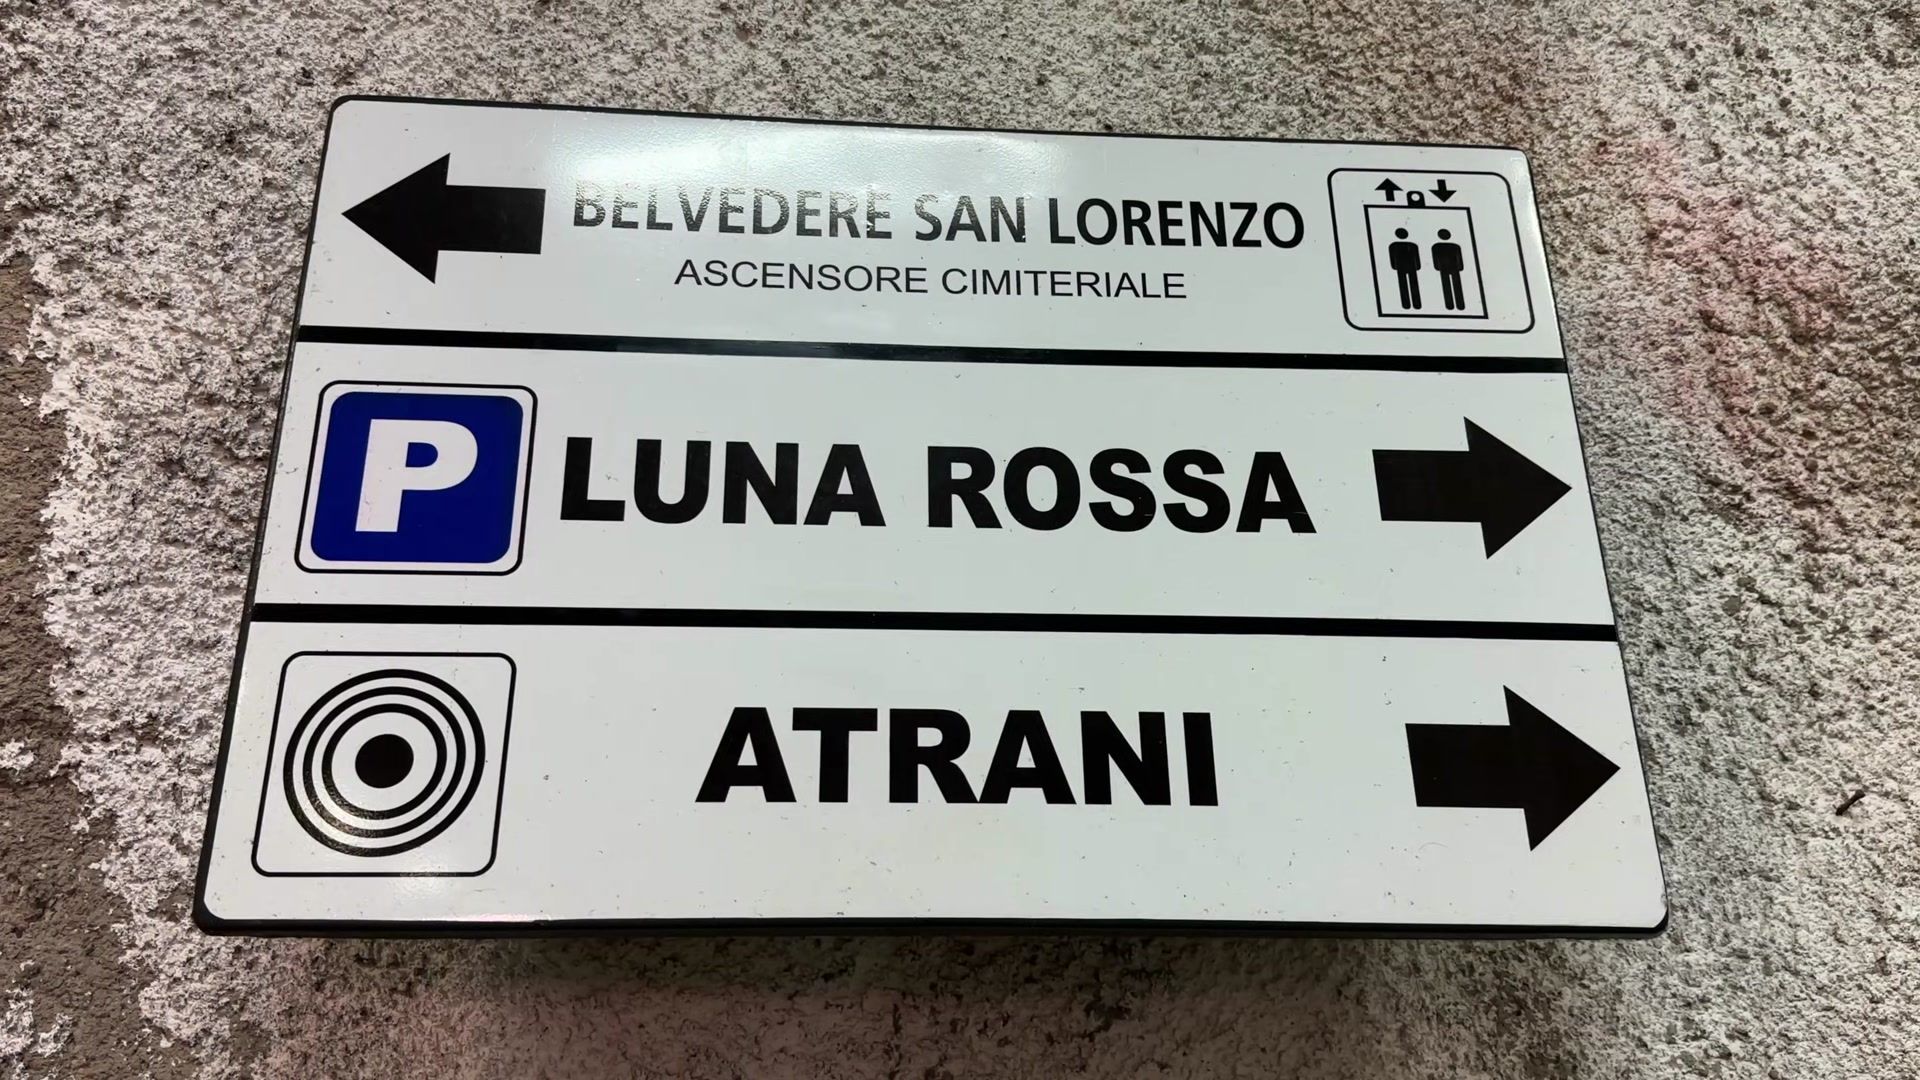 BELVEDERE SAN LORENZO
ASCENSORE CIMITERIALE
P LUNA ROSSA
ATRANI